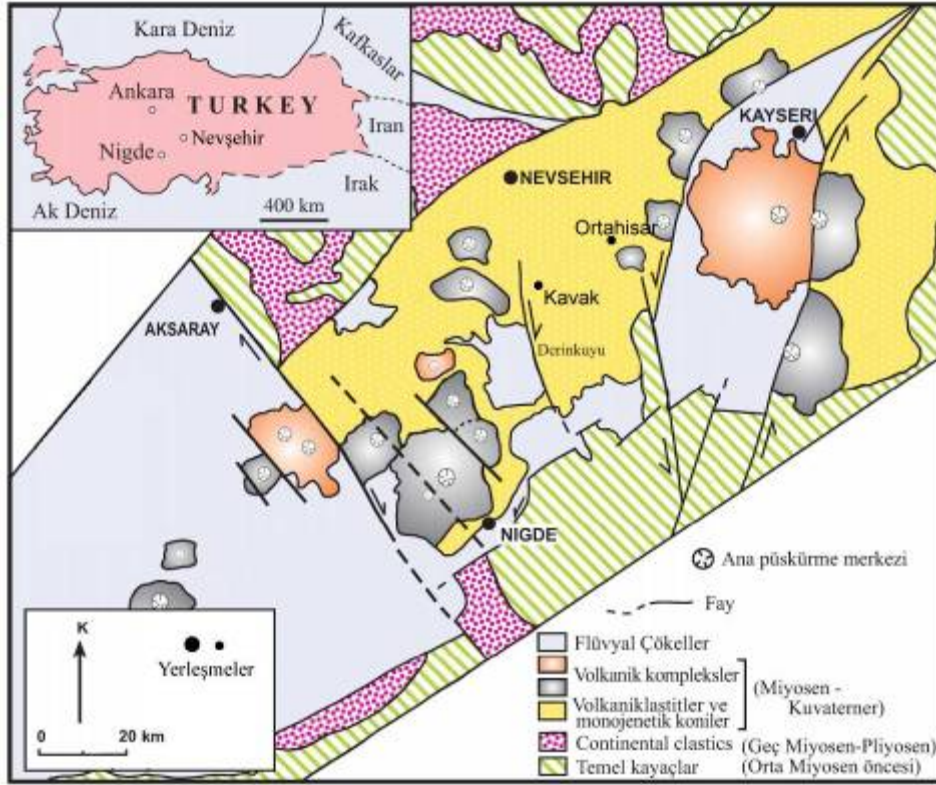 Kara Deniz
Kafkaslar
Ankara
TURKEY
Nevşehir
Nigde
Iran
Irak
Ak Deniz
400 km
KAYSERI
NEVSEHIR
Ortahisar
Kavak
AKSARAY
Derinkuyu
NIGDE
Ana püskürme merkezi
Fay
K
Yerleşmeler
0 20 km
Flüvyal Çökeller
Volkanik kompleksler
Volkaniklastitler ve
monojenetik koniler
(Miyosen -
Kuvaterner)
Continental clastics (Geç Miyosen-Pliyosen)
Temel kayaçlar (Orta Miyosen öncesi)